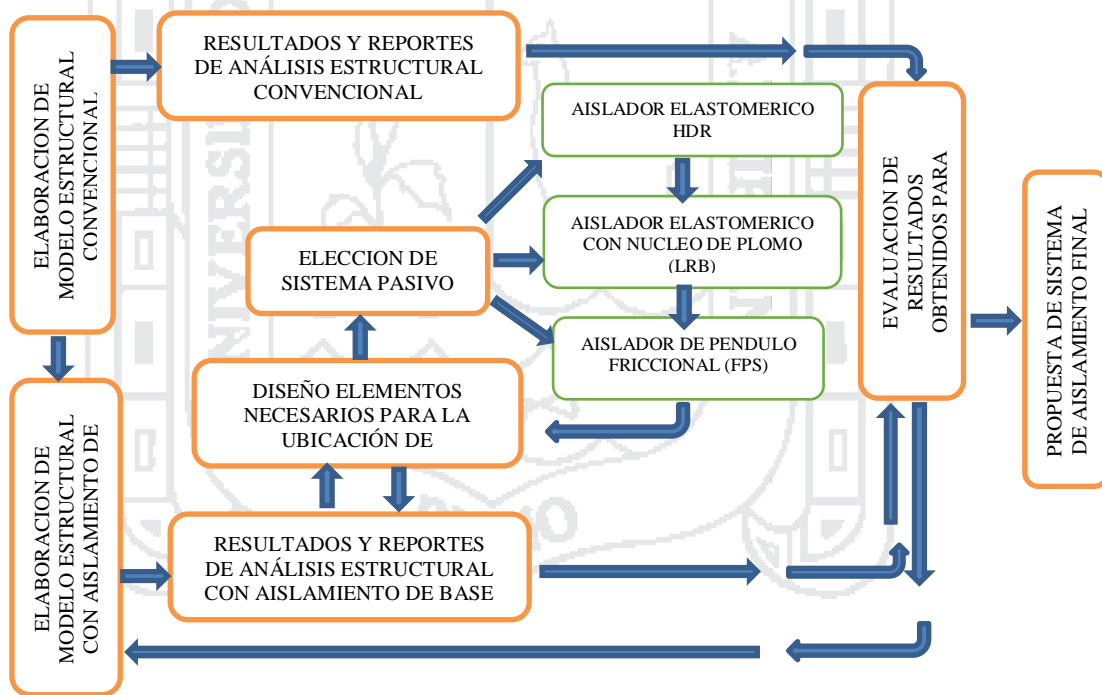 ELABORACION DE
MODELO ESTRUCTURAL
CONVENCIONAL
RESULTADOS Y REPORTES
DE ANÁLISIS ESTRUCTURAL
CONVENCIONAL
AISLADOR ELASTOMERICO
HDR
AISLADOR ELASTOMERICO
CON NUCLEO DE PLOMO
(LRB)
AISLADOR DE PENDULO
FRICCIONAL (FPS)
ELECCION DE
SISTEMA PASIVO
DISEÑO ELEMENTOS
NECESARIOS PARA LA
UBICACIÓN DE
ELABORACION DE
MODELO ESTRUCTURAL
CON AISLAMIENTO DE
RESULTADOS Y REPORTES
DE ANÁLISIS ESTRUCTURAL
CON AISLAMIENTO DE BASE
EVALUACION DE
RESULTADOS
OBTENIDOS PARA
PROPUESTA DE SISTEMA
DE AISLAMIENTO FINAL